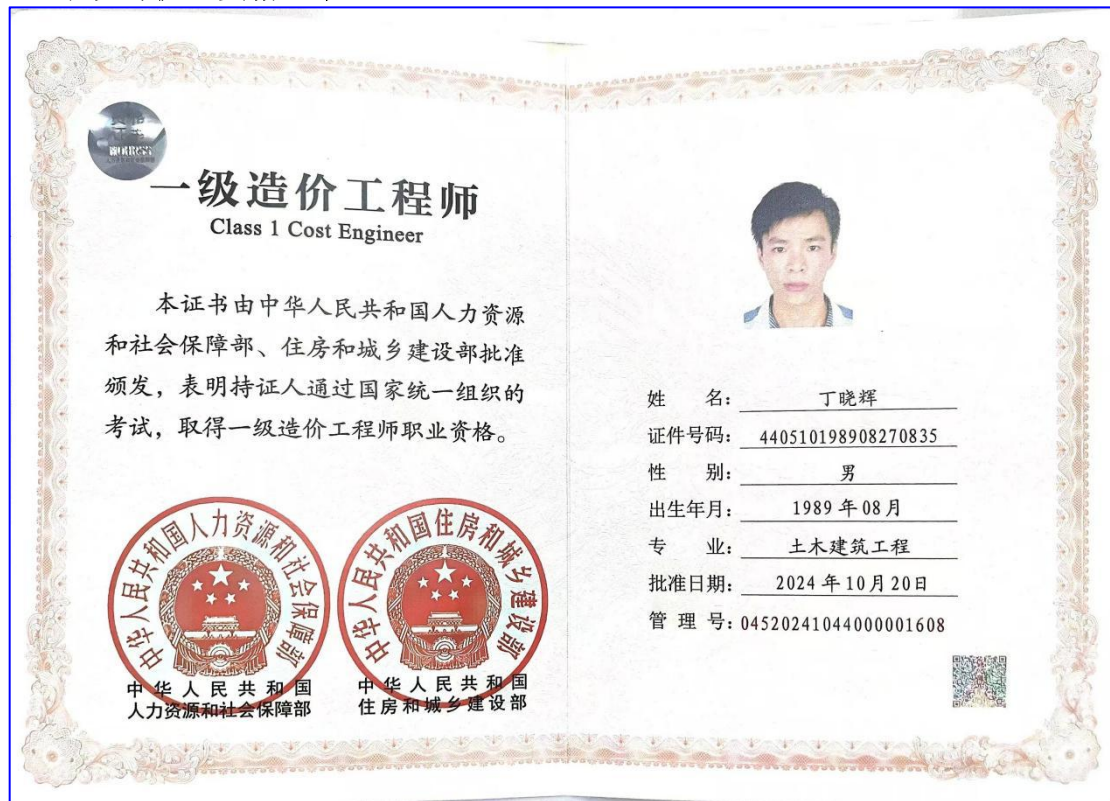 一级造价工程师
Class 1 Cost Engineer
本证书由中华人民共和国人力资源
和社会保障部、住房和城乡建设部批准
颁发，表明持证人通过国家统一组织的
考试，取得一级造价工程师职业资格。
中华人民共和国人力资源和社会保障部
中华人民共和国
人力资源和社会保障部
中华人民共和国住房和城乡建设部
中华人民共和国
住房和城乡建设部
姓 名： 丁晓辉
证件号码： 440510198908270835
性 别： 男
出生年月： 1989年08月
专 业： 土木建筑工程
批准日期： 2024年10月20日
管 理 号： 04520241044000001608